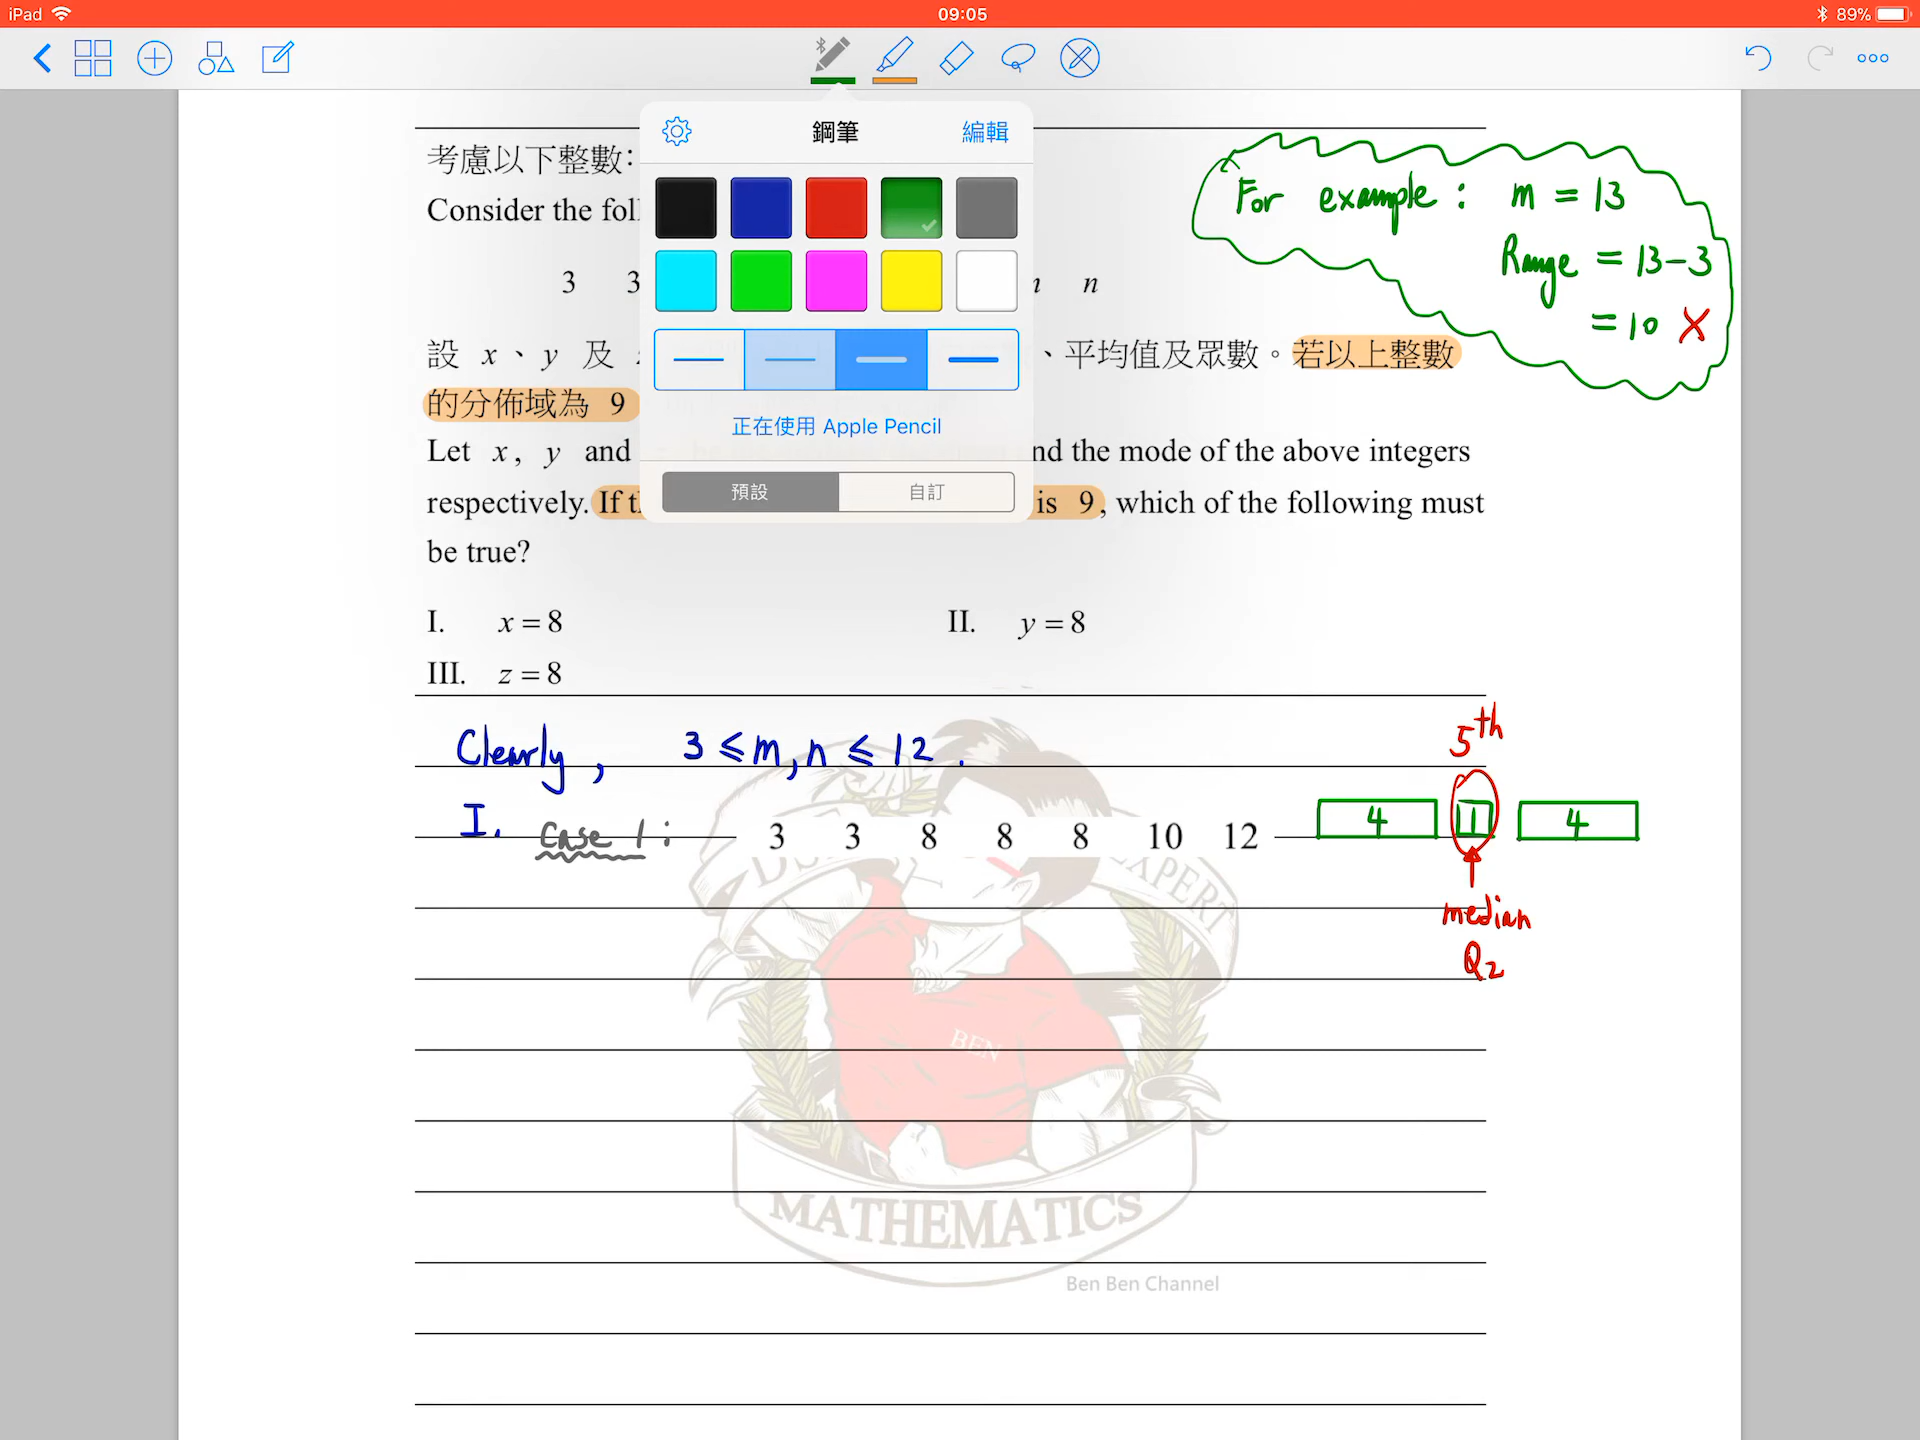 iPad 09:05 89%
鋼筆 編輯
正在使用 Apple Pencil
預設 自訂
考慮以下整數：
Consider the fol
3 3 n
設 x、y 及 、平均值及眾數。若以上整數
的分佈域為 9
Let x, y and nd the mode of the above integers
respectively. If t is 9, which of the following must
be true?
I. x = 8 II. y = 8
III. z = 8
For example : m = 13
Range = 13 - 3
= 10 X
Clearly, 3 ≤ m, n ≤ 12.
I. Case 1 : 3 3 8 8 8 10 12
5th
4 1 4
median
Q2
EXPERT
BEN
MATHEMATICS
Ben Ben Channel